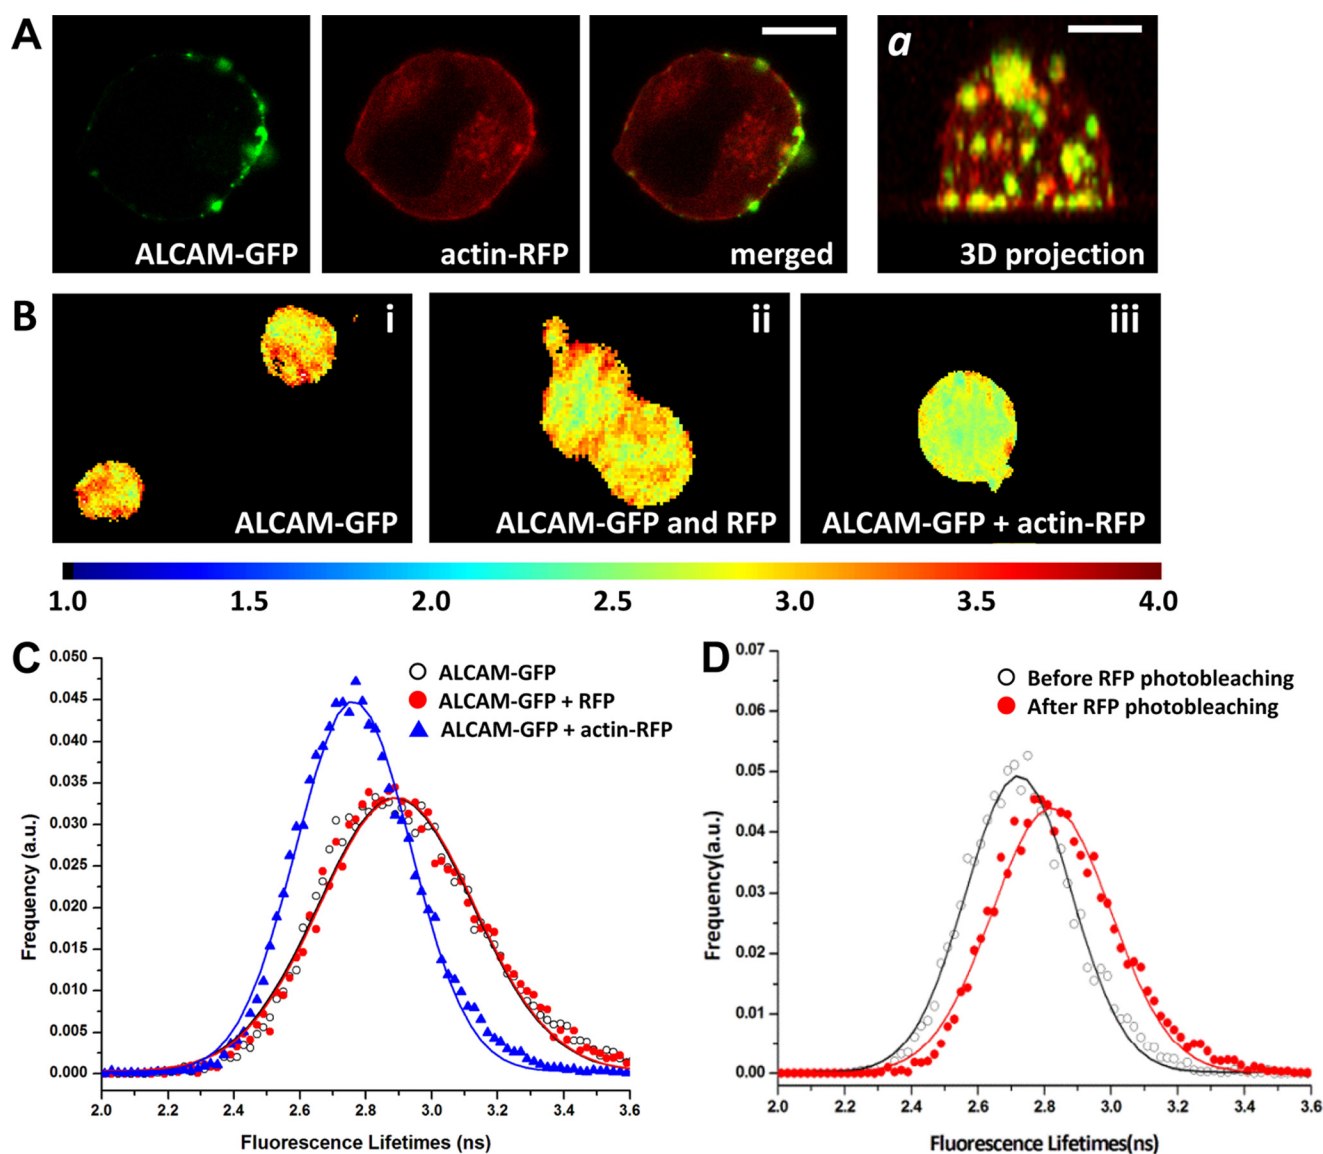 A
ALCAM-GFP
actin-RFP
merged
a
3D projection
B
i
ALCAM-GFP
ii
ALCAM-GFP and RFP
iii
ALCAM-GFP + actin-RFP
1.0 1.5 2.0 2.5 3.0 3.5 4.0
C
ALCAM-GFP
ALCAM-GFP + RFP
ALCAM-GFP + actin-RFP
0.050
0.045
0.040
0.035
0.030
0.025
0.020
0.015
0.010
0.005
0.000
Frequency (a.u.)
2.0 2.2 2.4 2.6 2.8 3.0 3.2 3.4 3.6
Fluorescence Lifetimes (ns)
D
Before RFP photobleaching
After RFP photobleaching
0.07
0.06
0.05
0.04
0.03
0.02
0.01
0.00
Frequency(a.u.)
2.0 2.2 2.4 2.6 2.8 3.0 3.2 3.4 3.6
Fluorescence Lifetimes(ns)